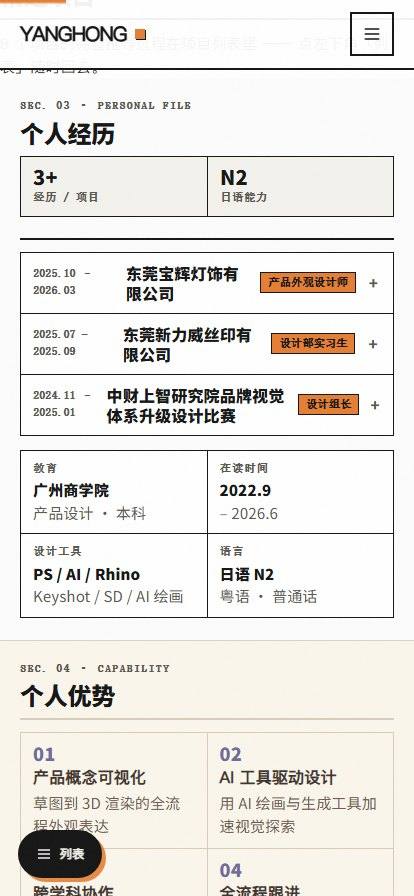 YANGHONG
SEC. 03 - PERSONAL FILE
个人经历
3+
经历 / 项目
N2
日语能力
2025.10 –
2026.03
东莞宝辉灯饰有
限公司
产品外观设计师
+
2025.07 –
2025.09
东莞新力威丝印有
限公司
设计部实习生
+
2024.11 –
2025.01
中财上智研究院品牌视觉
体系升级设计比赛
设计组长
+
教育
广州商学院
产品设计 · 本科
在读时间
2022.9
– 2026.6
设计工具
PS / AI / Rhino
Keyshot / SD / AI 绘画
语言
日语 N2
粤语 · 普通话
SEC. 04 - CAPABILITY
个人优势
01
产品概念可视化
草图到 3D 渲染的全流
程外观表达
02
AI 工具驱动设计
用 AI 绘画与生成工具加
速视觉探索
列表
跨学科协作
04
全流程跟进